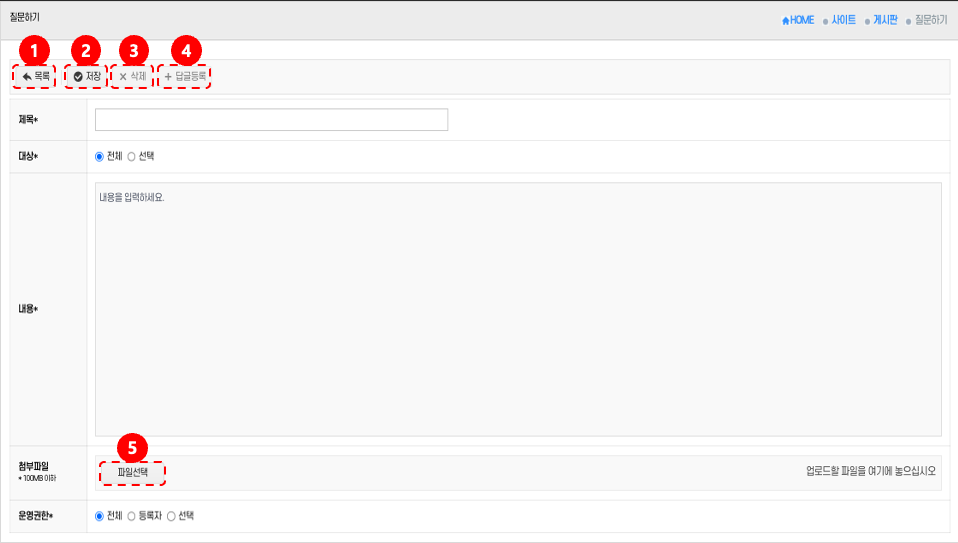 질문하기
HOME 사이트 게시판 질문하기
1 2 3 4
목록 저장 삭제 답글등록
제목*
대상* 전체 선택
내용을 입력하세요.
내용*
5
첨부파일 파일선택 업로드할 파일을 여기에 놓으십시오
* 100MB 이하
운영권한* 전체 등록자 선택